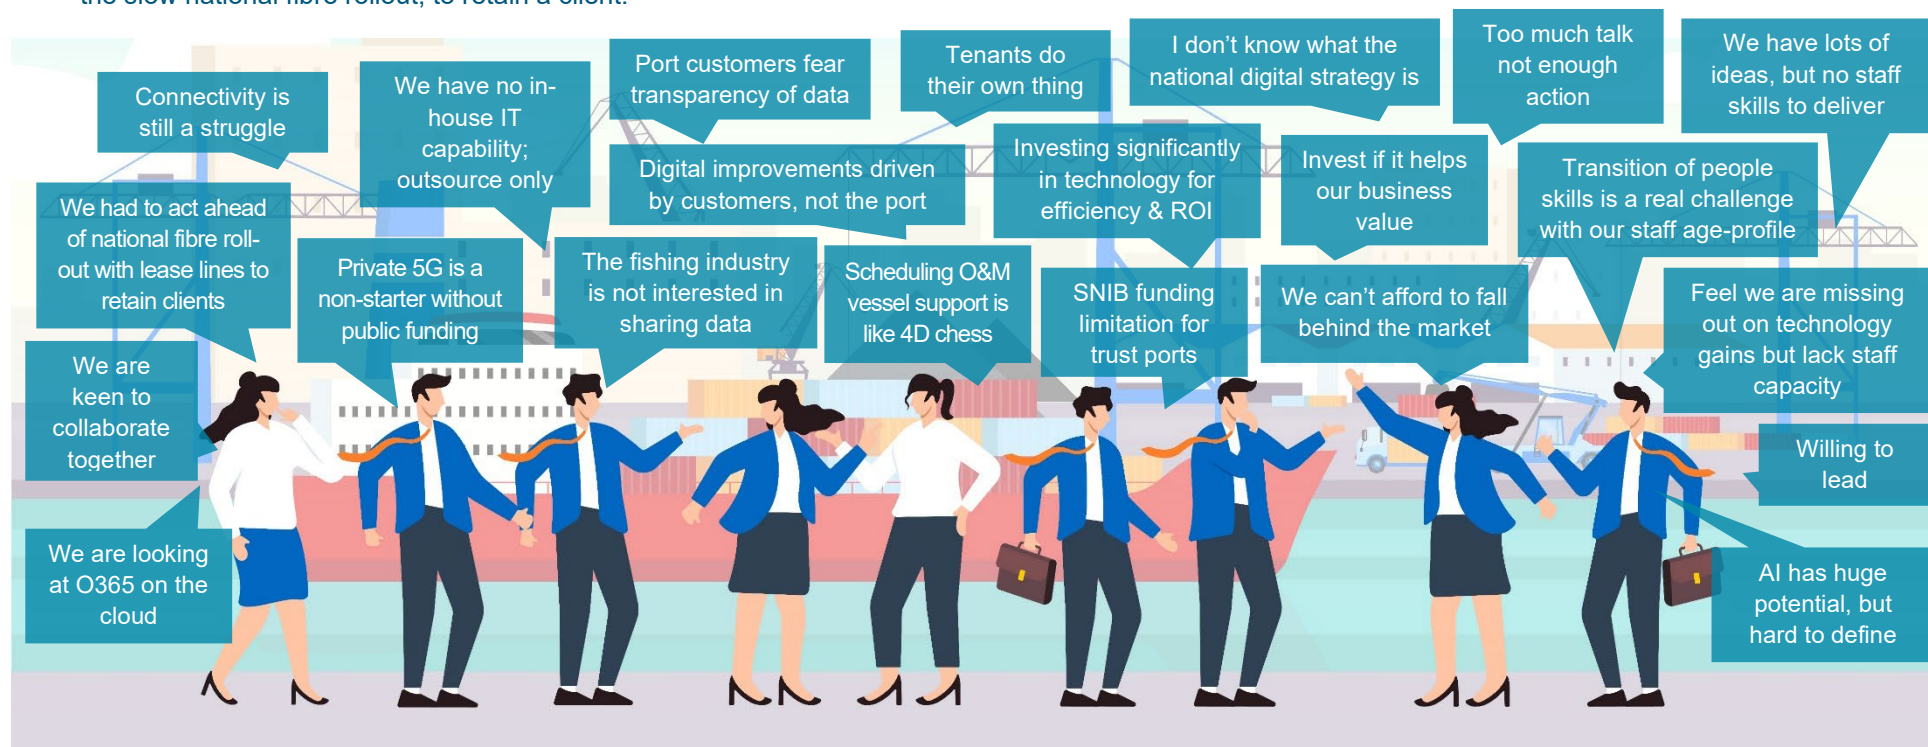 the slow national fibre rollout, to retain a client.
Connectivity is
still a struggle
We have no in-
house IT
capability;
outsource only
Port customers fear
transparency of data
Tenants do
their own thing
I don't know what the
national digital strategy is
Too much talk
not enough
action
We have lots of
ideas, but no staff
skills to deliver
We had to act ahead
of national fibre roll-
out with lease lines to
retain clients
Private 5G is a
non-starter without
public funding
The fishing industry
is not interested in
sharing data
Digital improvements driven
by customers, not the port
Scheduling O&M
vessel support is
like 4D chess
Investing significantly
in technology for
efficiency & ROI
SNIB funding
limitation for
trust ports
Invest if it helps
our business
value
We can't afford to fall
behind the market
Transition of people
skills is a real challenge
with our staff age-profile
Feel we are missing
out on technology
gains but lack staff
capacity
We are
keen to
collaborate
together
Willing to
lead
We are looking
at O365 on the
cloud
AI has huge
potential, but
hard to define